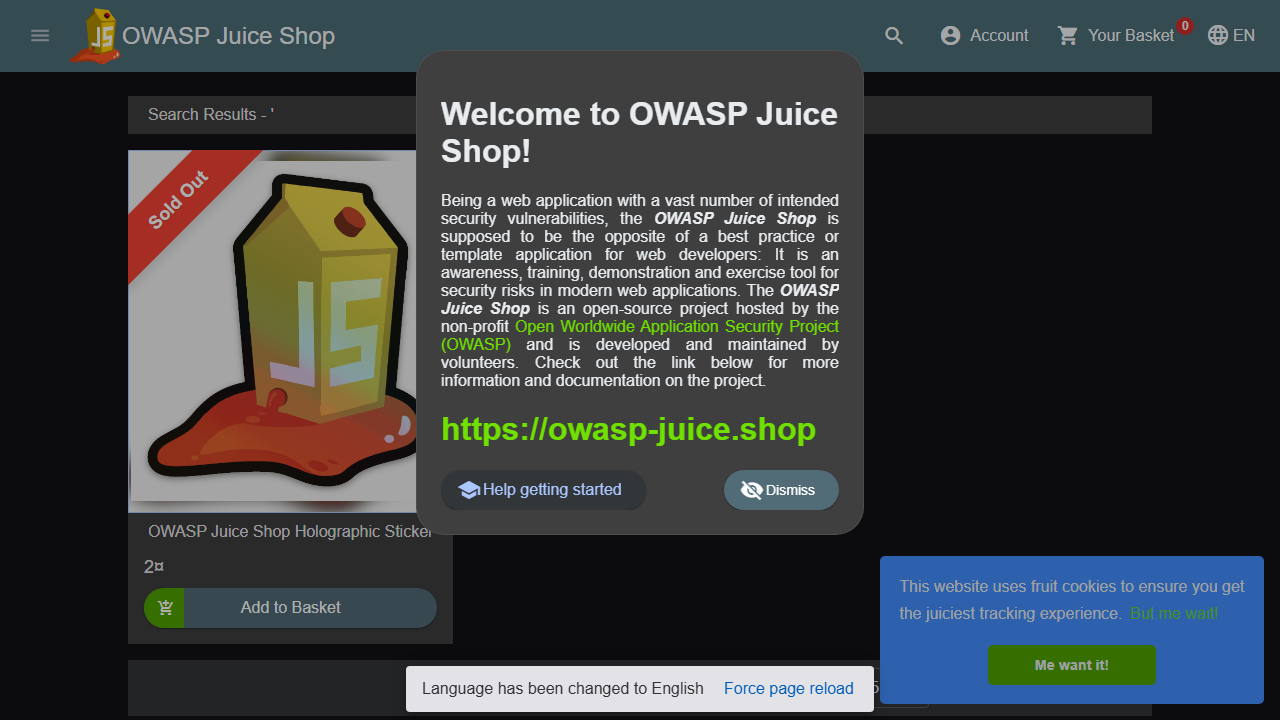 OWASP Juice Shop
Account
Your Basket
0
EN
Search Results - '
Sold Out
JS
OWASP Juice Shop Holographic Sticker
2¤
Add to Basket
Welcome to OWASP Juice
Shop!
Being a web application with a vast number of intended
security vulnerabilities, the OWASP Juice Shop is
supposed to be the opposite of a best practice or
template application for web developers: It is an
awareness, training, demonstration and exercise tool for
security risks in modern web applications. The OWASP
Juice Shop is an open-source project hosted by the
non-profit Open Worldwide Application Security Project
(OWASP) and is developed and maintained by
volunteers. Check out the link below for more
information and documentation on the project.
https://owasp-juice.shop
Help getting started
Dismiss
This website uses fruit cookies to ensure you get
the juiciest tracking experience. But me wait!
Me want it!
Language has been changed to English
Force page reload